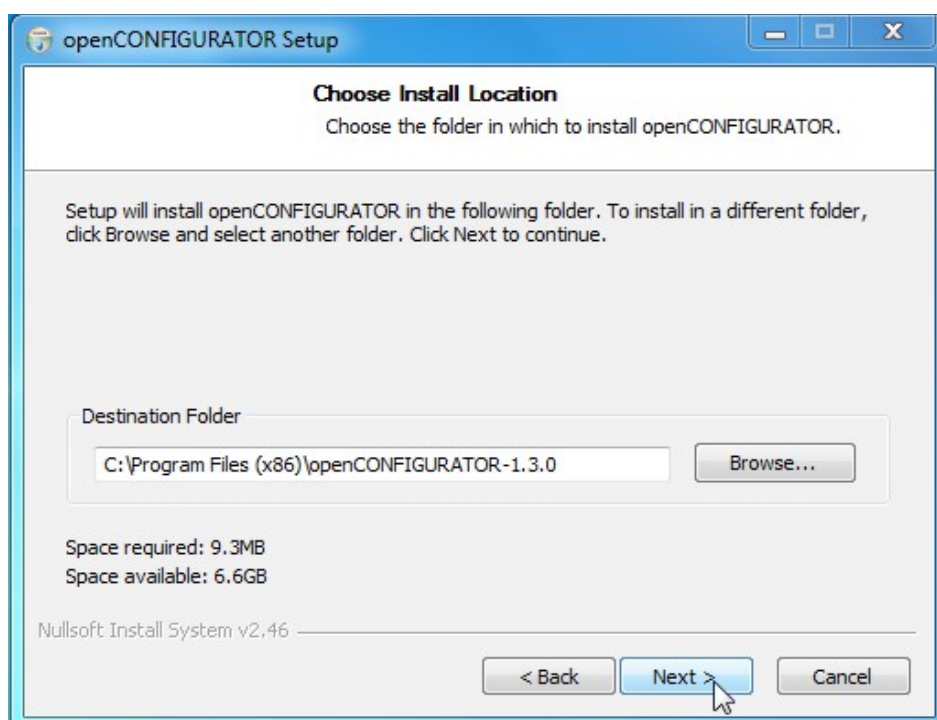 openCONFIGURATOR Setup
Choose Install Location
Choose the folder in which to install openCONFIGURATOR.
Setup will install openCONFIGURATOR in the following folder. To install in a different folder,
click Browse and select another folder. Click Next to continue.
Destination Folder
C:\Program Files (x86)\openCONFIGURATOR-1.3.0
Browse...
Space required: 9.3MB
Space available: 6.6GB
Nullsoft Install System v2.46
< Back
Next >
Cancel